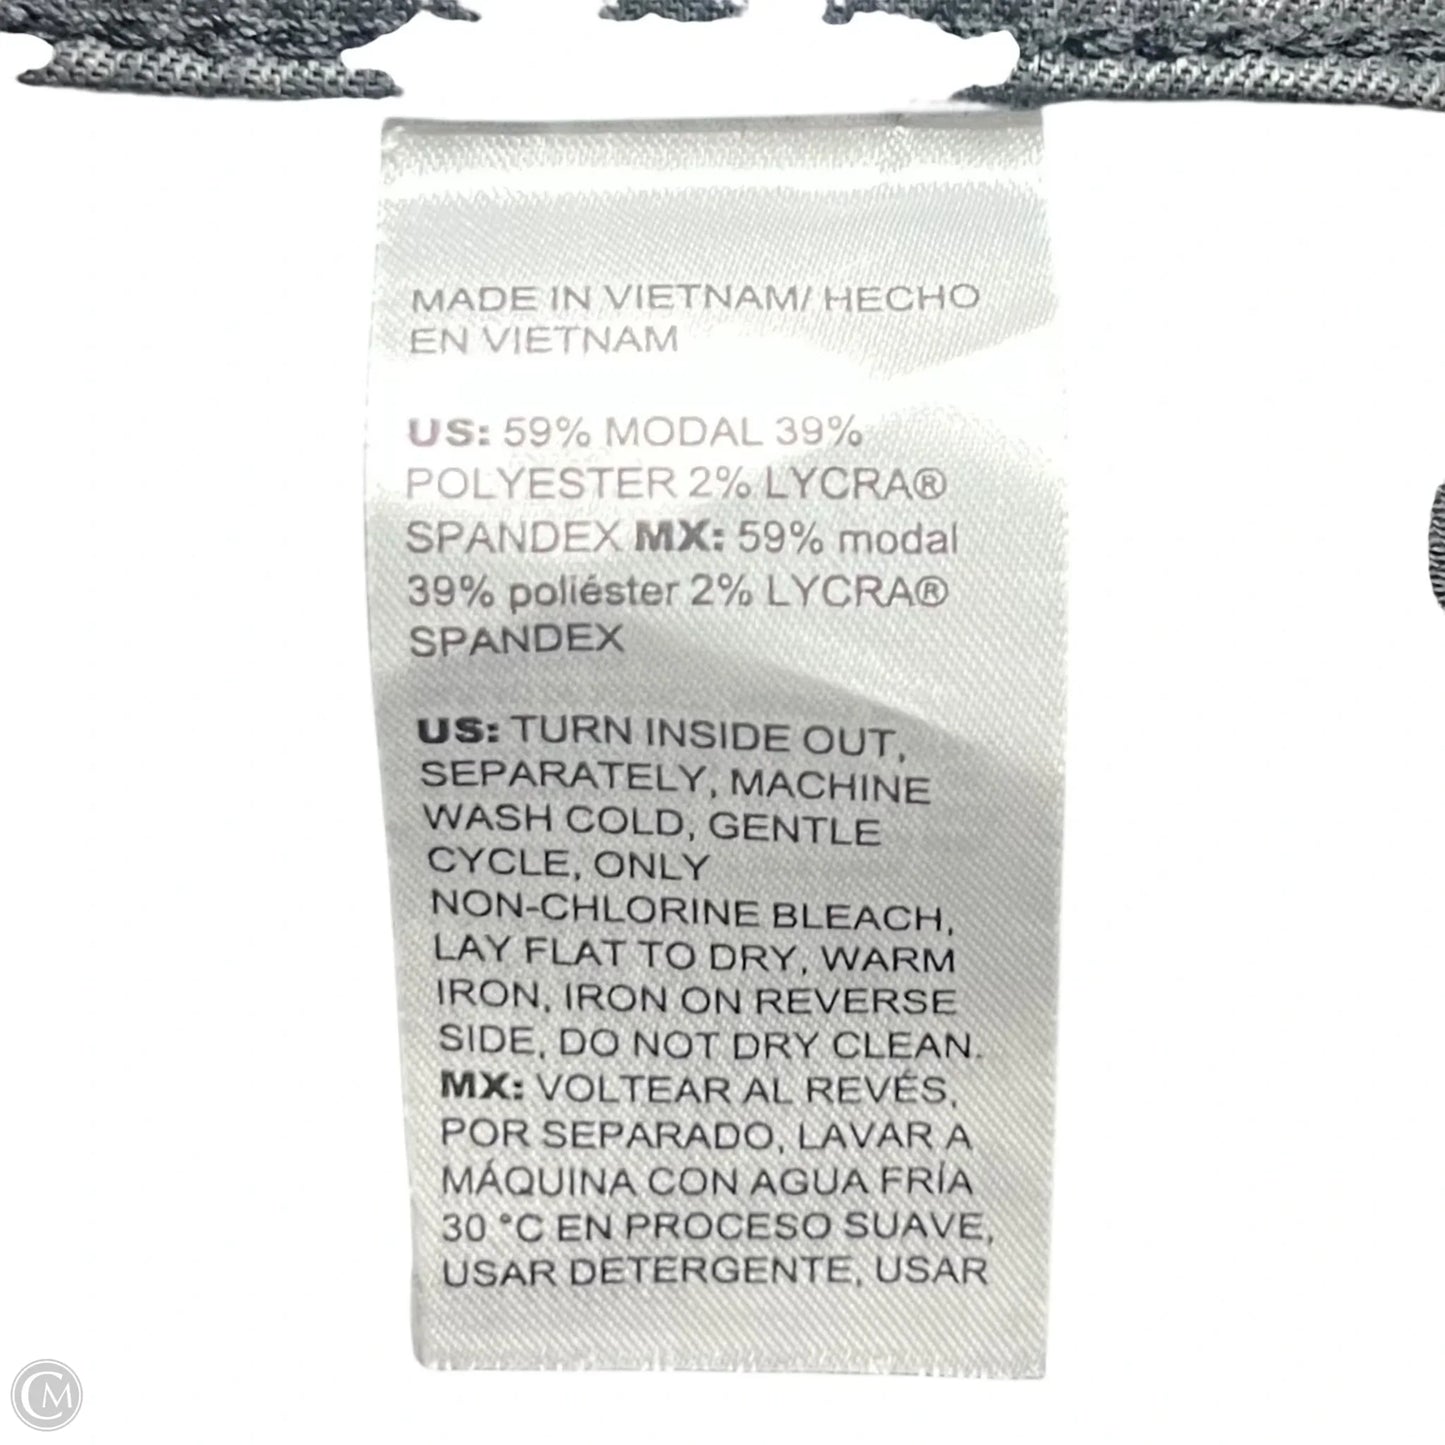 MADE IN VIETNAM/ HECHO
EN VIETNAM
US: 59% MODAL 39%
POLYESTER 2% LYCRA®
SPANDEX MX: 59% modal
39% poliéster 2% LYCRA®
SPANDEX
US: TURN INSIDE OUT,
SEPARATELY, MACHINE
WASH COLD, GENTLE
CYCLE, ONLY
NON-CHLORINE BLEACH,
LAY FLAT TO DRY, WARM
IRON, IRON ON REVERSE
SIDE, DO NOT DRY CLEAN.
MX: VOLTEAR AL REVÉS,
POR SEPARADO, LAVAR A
MÁQUINA CON AGUA FRÍA
30 °C EN PROCESO SUAVE,
USAR DETERGENTE, USAR
CM